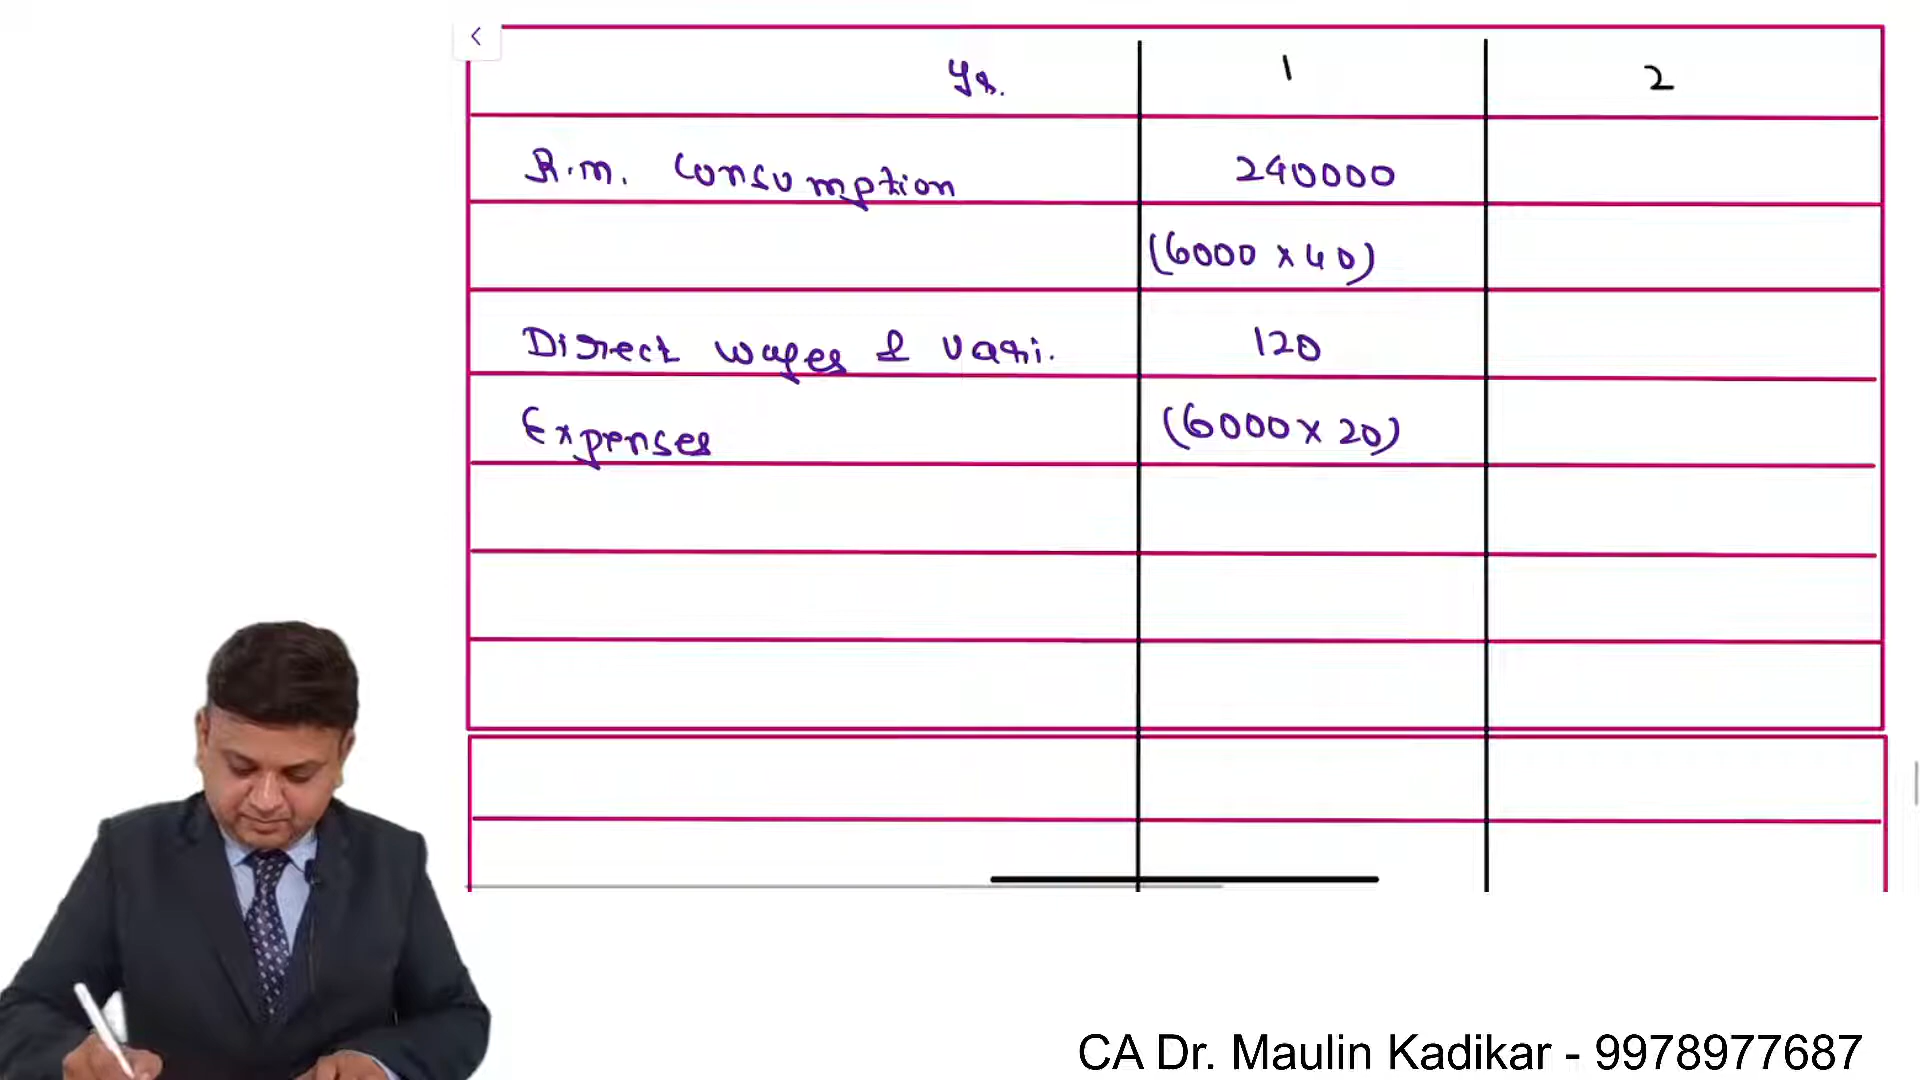 Yr. 1 2
R.m. Consumption 240000
(6000 x 40)
Direct wages & vari. 120
Expenses (6000 x 20)
CA Dr. Maulin Kadikar - 9978977687